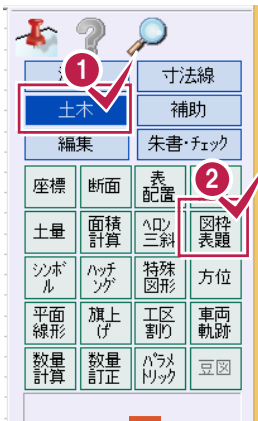 1
寸法線
土木
補助
編集
朱書・チェック
2
座標
断面
表
配置
土量
面積
計算
ヘロン
三斜
図枠
表題
シンボ
ル
ハッチ
ング
特殊
図形
方位
平面
線形
旗上
げ
工区
割り
車両
軌跡
数量
計算
数量
訂正
パラメ
トリック
豆図